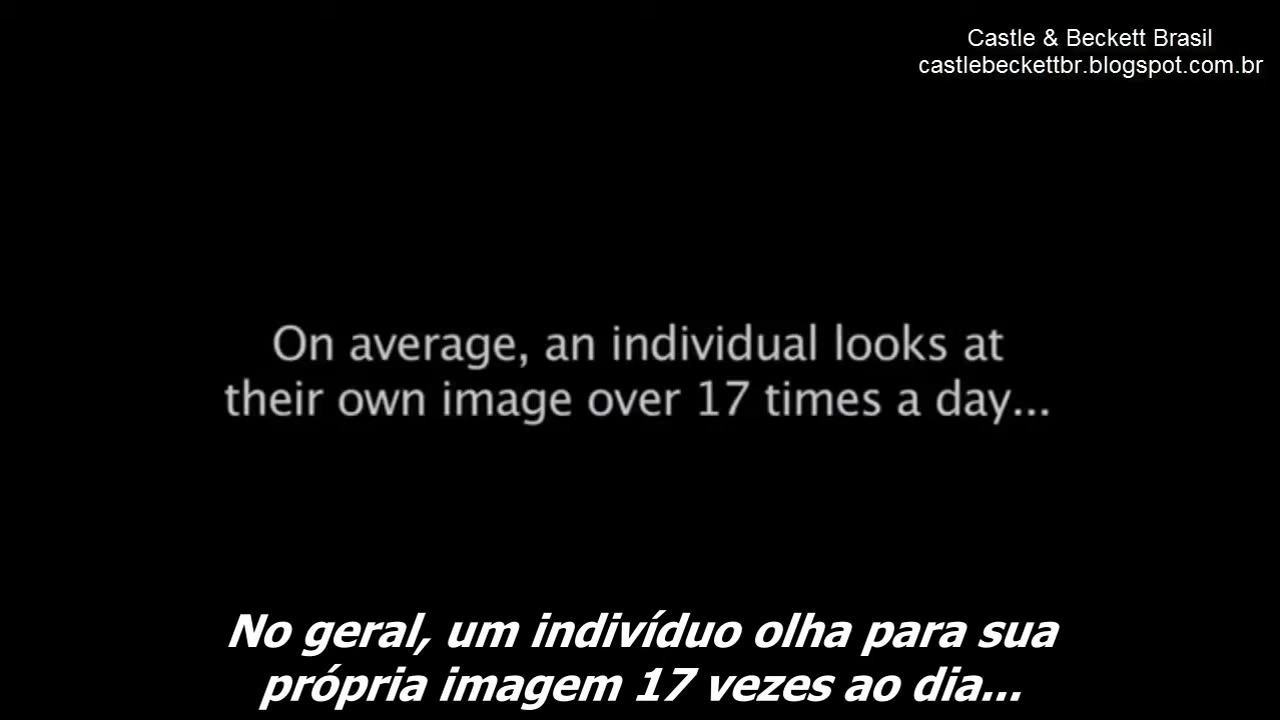 Castle & Beckett Brasil
castlebeckettbr.blogspot.com.br
On average, an individual looks at
their own image over 17 times a day...
No geral, um indivíduo olha para sua
própria imagem 17 vezes ao dia...